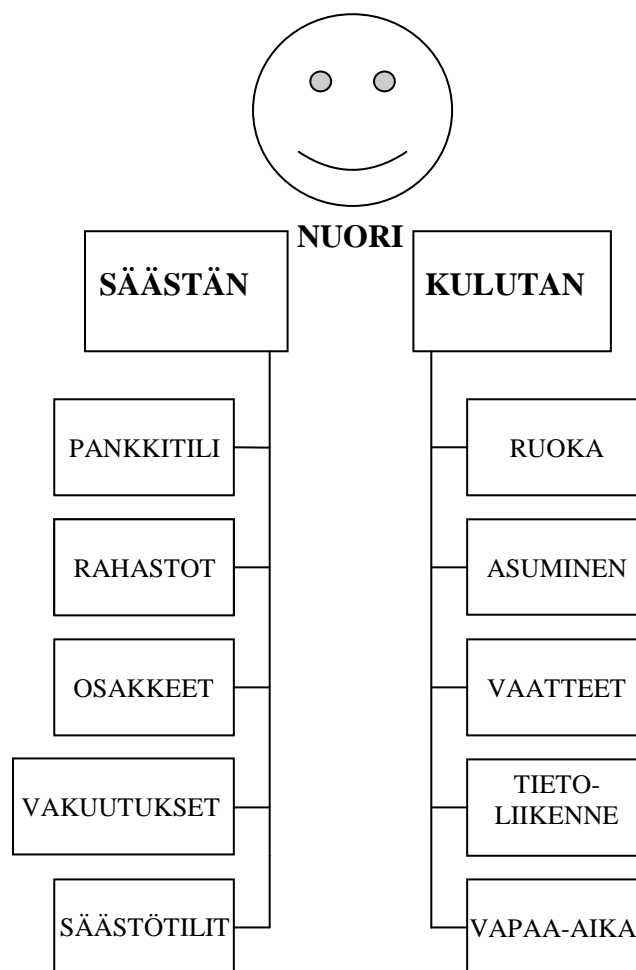 NUORI
SÄÄSTÄN
KULUTAN
PANKKITILI
RAHASTOT
OSAKKEET
VAKUUTUKSET
SÄÄSTÖTILIT
RUOKA
ASUMINEN
VAATTEET
TIETO-
LIIKENNE
VAPAA-AIKA